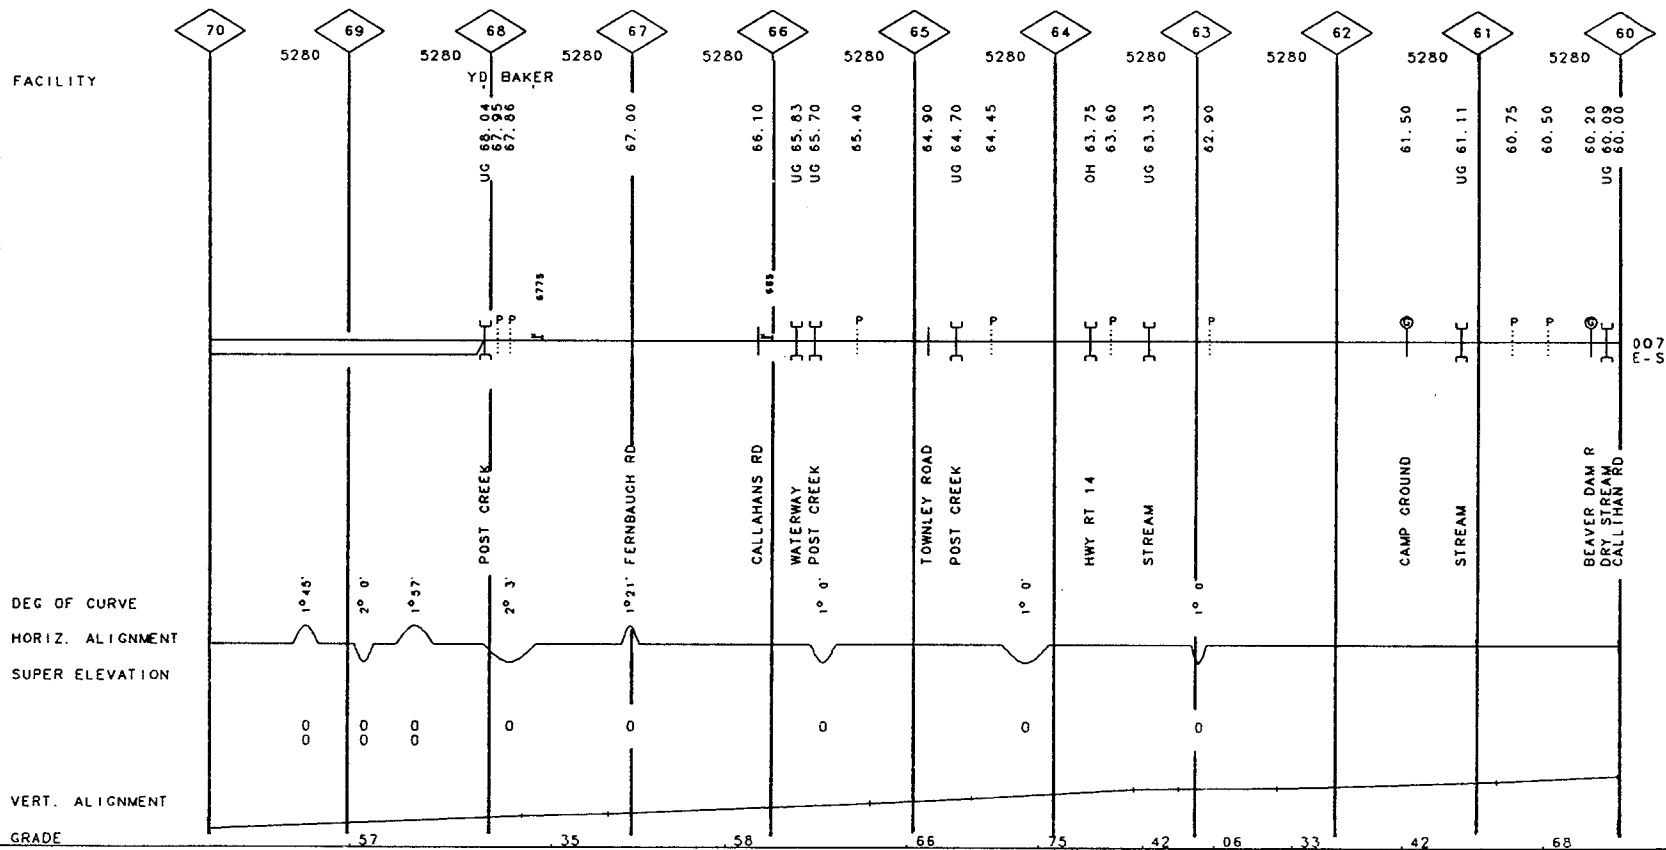 70 69 68 67 66 65 64 63 62 61 60
5280 5280 5280 5280 5280 5280 5280 5280 5280 5280
FACILITY
YD BAKER
UG 68.04
67.95
67.86
67.00
66.10
UG 65.83
UG 65.70
65.40
64.90
UG 64.70
64.45
OH 63.75
63.60
UG 63.33
62.90
61.50
UG 61.11
60.75
60.50
60.20
UG 60.09
60.00
6775
665
P P P P P P P P
G G
007
E-S
POST CREEK
FERNBAUGH RD
CALLAHANS RD
WATERWAY
POST CREEK
TOWNLEY ROAD
POST CREEK
HWY RT 14
STREAM
CAMP GROUND
STREAM
BEAVER DAM R
DRY STREAM
CALLIHAN RD
DEG OF CURVE
1° 45' 2° 0' 1° 57' 2° 3' 1° 21' 1° 0' 1° 0' 1° 0
HORIZ. ALIGNMENT
SUPER ELEVATION
0 0 0 0 0 0 0 0
0 0 0
VERT. ALIGNMENT
GRADE .57 .35 .58 .66 .75 .42 .06 .33 .42 .68